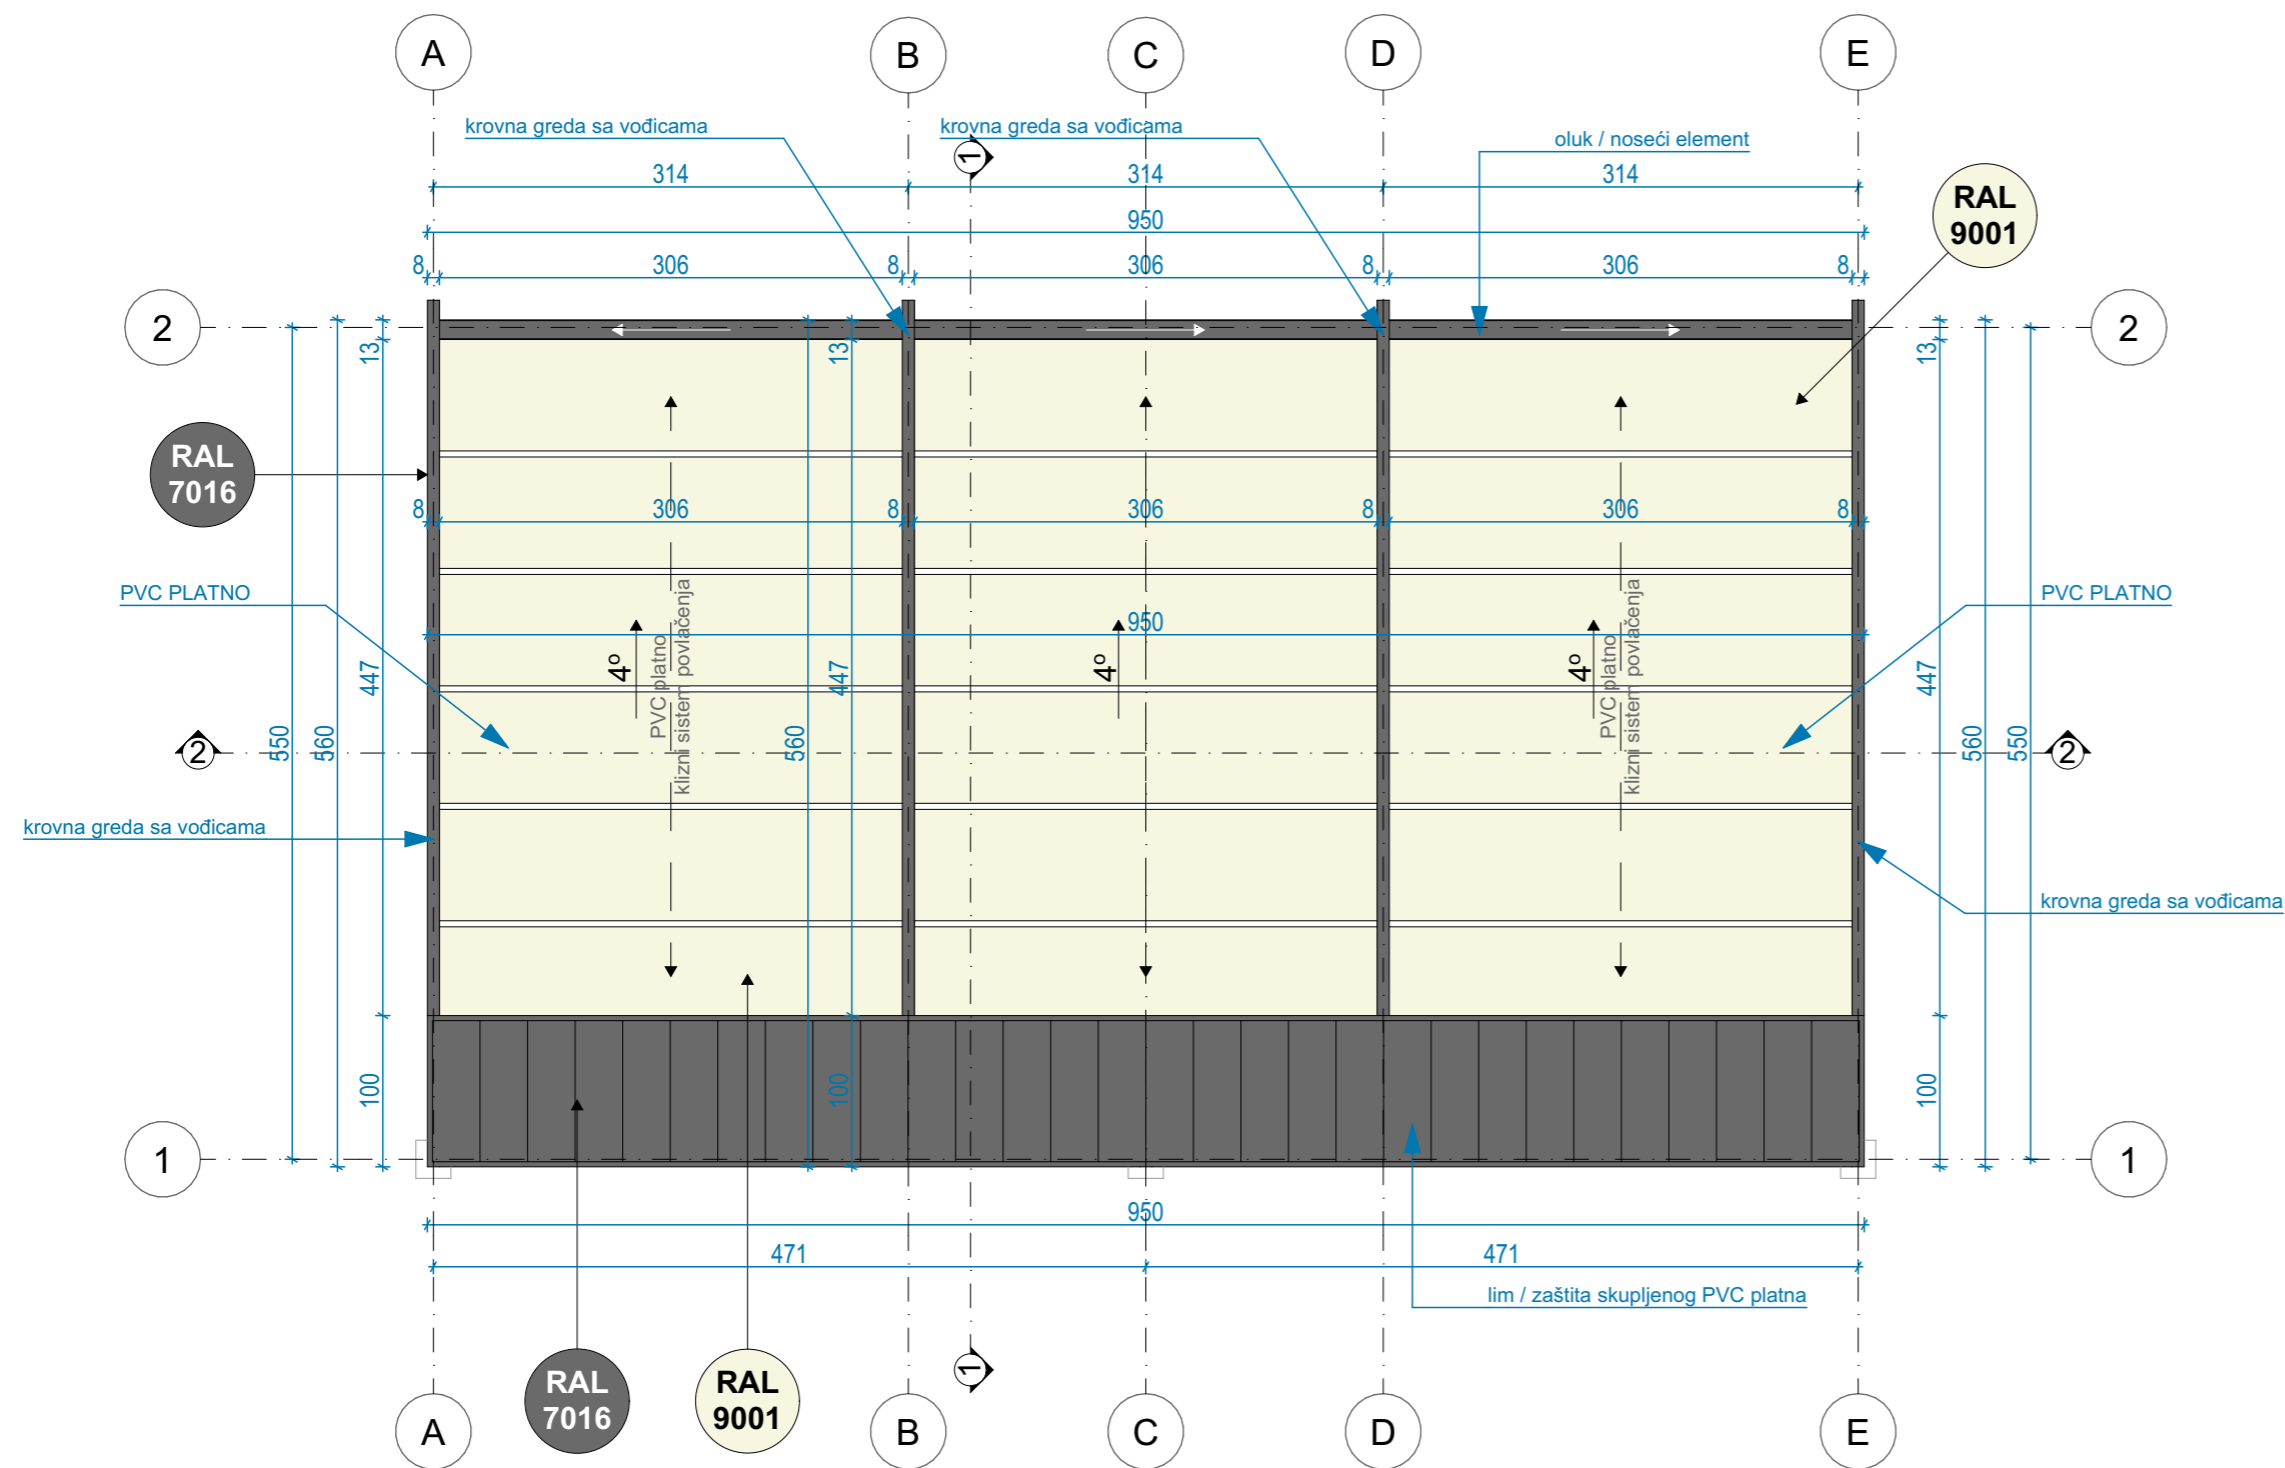 A
B
C
D
E
krovna greda sa vođicama
krovna greda sa vođicama
oluk / noseći element
1
314
314
314
RAL
9001
950
8
306
8
306
8
306
8
2
2
13
13
13
RAL
7016
8
306
8
306
8
306
8
PVC PLATNO
PVC PLATNO
950
447
4º
PVC platno
klizni sistem povlačenja
447
4º
4º
PVC platno
klizni sistem povlačenja
447
2
550
560
560
560
550
2
krovna greda sa vođicama
krovna greda sa vođicama
100
100
100
1
1
950
471
471
lim / zaštita skupljenog PVC platna
1
RAL
7016
RAL
9001
A
B
C
D
E